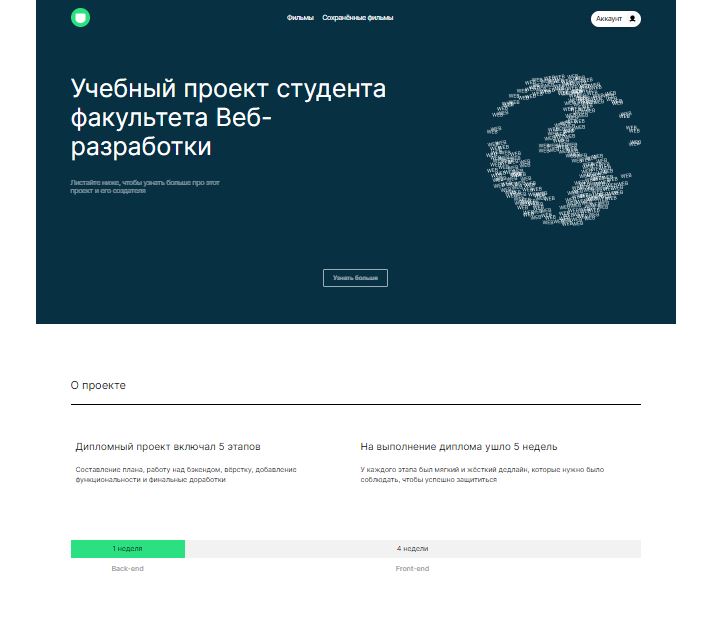 Фильмы Сохранённые фильмы Аккаунт
Учебный проект студента
факультета Веб-
разработки
Листайте ниже, чтобы узнать больше про этот
проект и его создателя
Узнать больше
О проекте
Дипломный проект включал 5 этапов
Составление плана, работу над бэкендом, вёрстку, добавление
функциональности и финальные доработки
На выполнение диплома ушло 5 недель
У каждого этапа был мягкий и жёсткий дедлайн, которые нужно было
соблюдать, чтобы успешно защититься
1 неделя 4 недели
Back-end Front-end